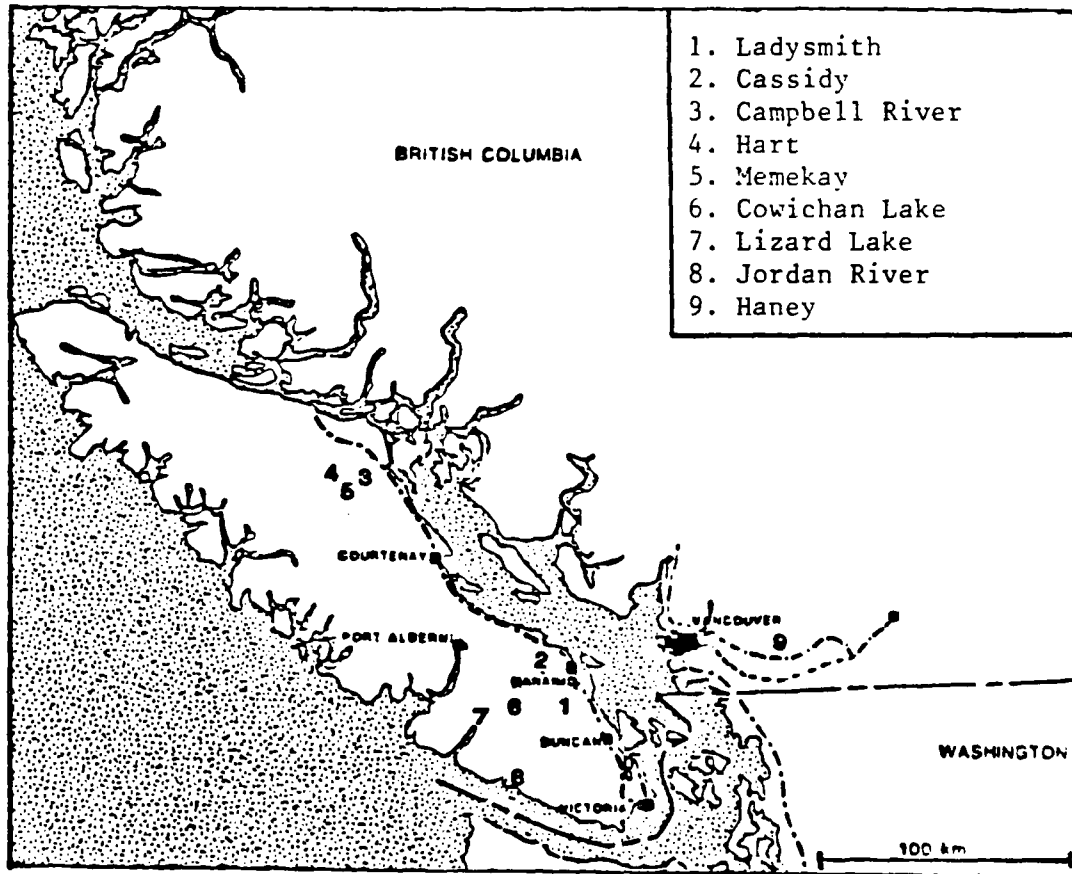 1. Ladysmith
2. Cassidy
3. Campbell River
4. Hart
5. Memekay
6. Cowichan Lake
7. Lizard Lake
8. Jordan River
9. Haney
BRITISH COLUMBIA
4 3
5
COURTENAY
VANCOUVER
9
PORT ALBERNI
2
NANAIMO
6 1
7
DUNCAN
WASHINGTON
8
VICTORIA
100 km